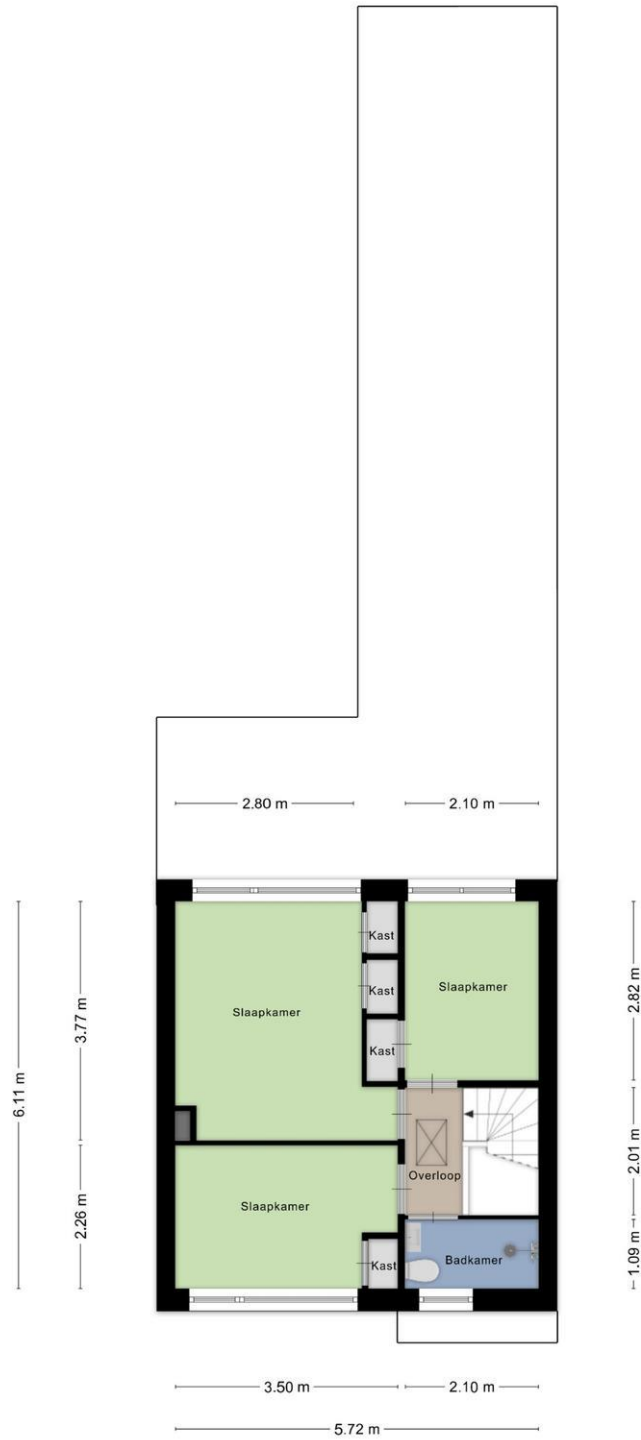 2.80 m
2.10 m
Kast
Kast
Slaapkamer
Slaapkamer
Kast
3.77 m
2.82 m
6.11 m
Overloop
2.01 m
Slaapkamer
2.26 m
Badkamer
Kast
1.09 m
3.50 m
2.10 m
5.72 m